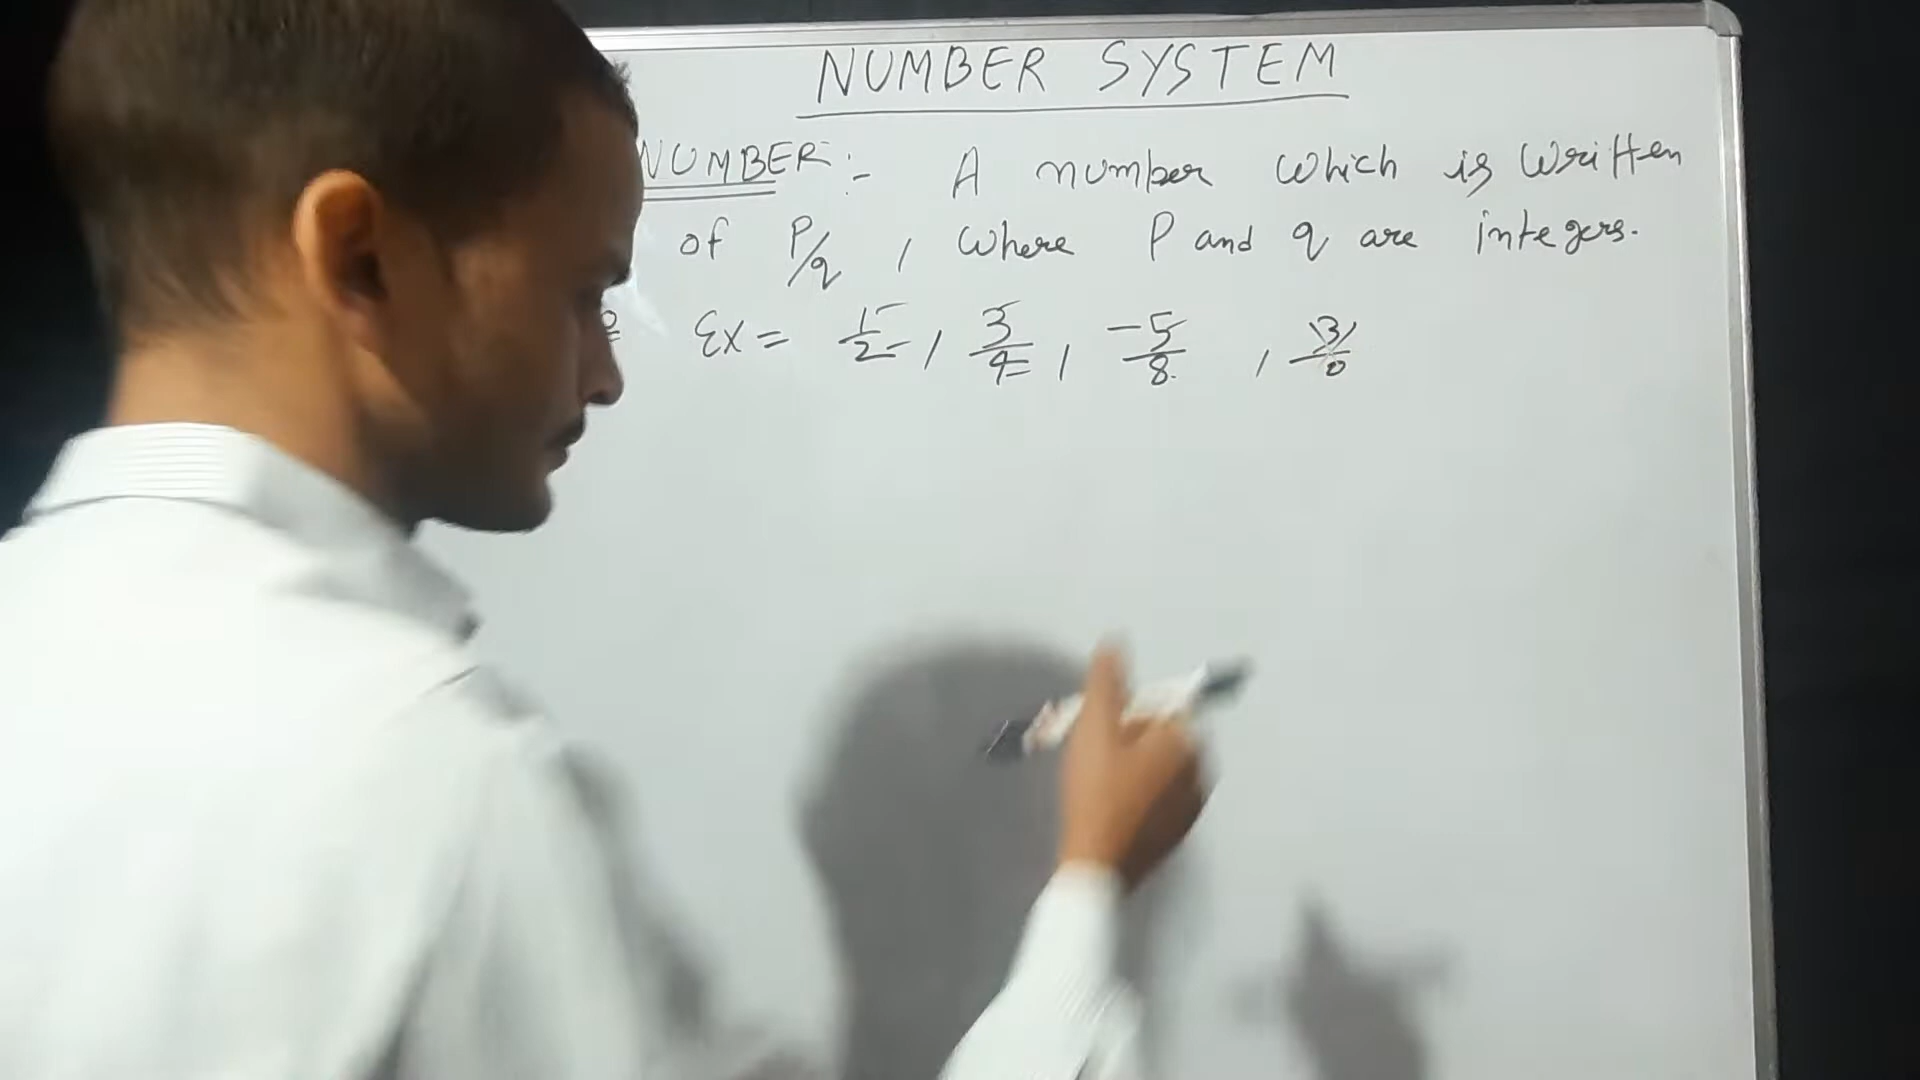 NUMBER SYSTEM
NUMBER :- A number which is written
of P/q , where P and q are integers.
Ex = 1/2 , 3/4 , -5/8 , 3/0